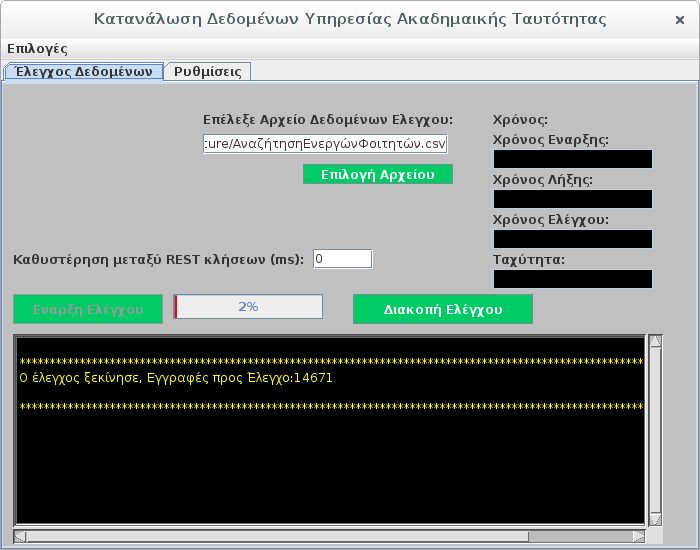 Κατανάλωση Δεδομένων Υπηρεσίας Ακαδημαικής Ταυτότητας
Επιλογές
Έλεγχος Δεδομένων Ρυθμίσεις
Επέλεξε Αρχείο Δεδομένων Ελεγχου:
ture/ΑναζήτησηΕνεργώνΦοιτητών.csv
Επιλογή Αρχείου
Χρόνος:
Χρόνος Εναρξης:
Χρόνος Λήξης:
Χρόνος Ελέγχου:
Ταχύτητα:
Καθυστέρηση μεταξύ REST κλήσεων (ms): 0
Εναρξη Ελέγχου 2% Διακοπή Ελέγχου
********************************************************************************************************
Ο έλεγχος ξεκίνησε, Εγγραφές προς Έλεγχο:14671
********************************************************************************************************